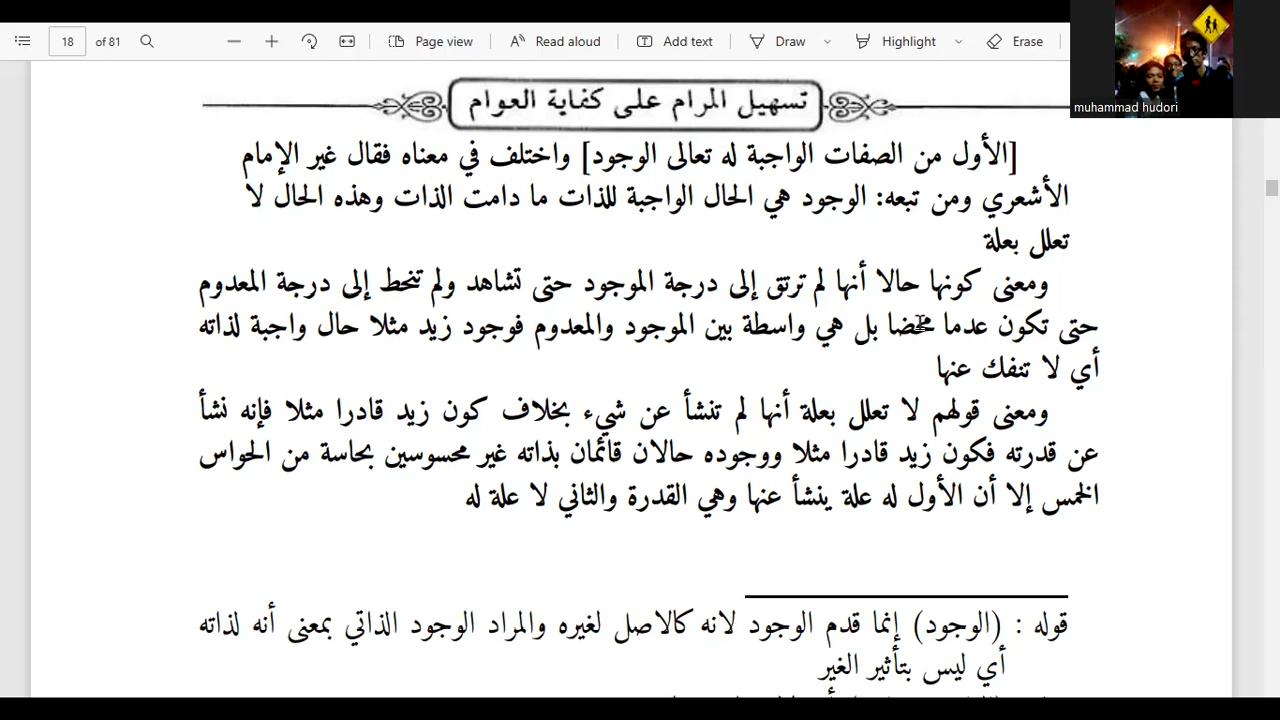 18 of 81 Page view Read aloud Add text Draw Highlight Erase
muhammad hudori
تسهيل المرام على كفاية العوام
[الأول من الصفات الواجبة له تعالى الوجود] واختلف في معناه فقال غير الإمام
الأشعري ومن تبعه: الوجود هي الحال الواجبة للذات ما دامت الذات وهذه الحال لا
تعلل بعلة
ومعنى كونها حالا أنها لم ترتق إلى درجة الموجود حتى تشاهد ولم تنحط إلى درجة المعدوم
حتى تكون عدما محضا بل هي واسطة بين الموجود والمعدوم فوجود زيد مثلا حال واجبة لذاته
أي لا تنفك عنها
ومعنى قولهم لا تعلل بعلة أنها لم تنشأ عن شيء بخلاف كون زيد قادرا مثلا فإنه نشأ
عن قدرته فكون زيد قادرا مثلا ووجوده حالان قائمان بذاته غير محسوسين بحاسة من الحواس
الخمس إلا أن الأول له علة ينشأ عنها وهي القدرة والثاني لا علة له
قوله : (الوجود) إنما قدم الوجود لانه كالاصل لغيره والمراد الوجود الذاتي بمعنى أنه لذاته
أي ليس بتأثير الغير